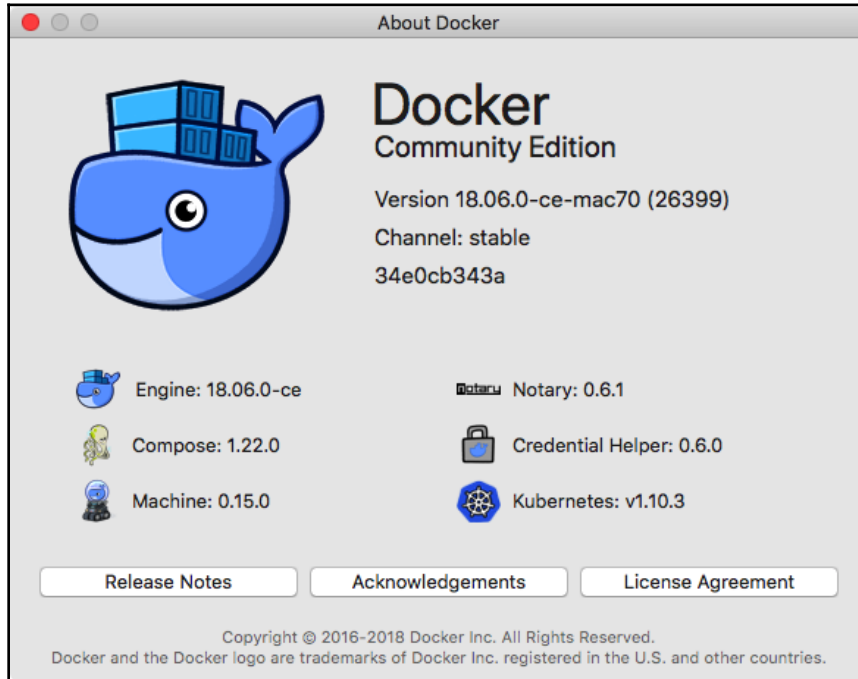 About Docker
Docker
Community Edition
Version 18.06.0-ce-mac70 (26399)
Channel: stable
34e0cb343a
Engine: 18.06.0-ce
notary Notary: 0.6.1
Compose: 1.22.0
Credential Helper: 0.6.0
Machine: 0.15.0
Kubernetes: v1.10.3
Release Notes
Acknowledgements
License Agreement
Copyright © 2016-2018 Docker Inc. All Rights Reserved.
Docker and the Docker logo are trademarks of Docker Inc. registered in the U.S. and other countries.